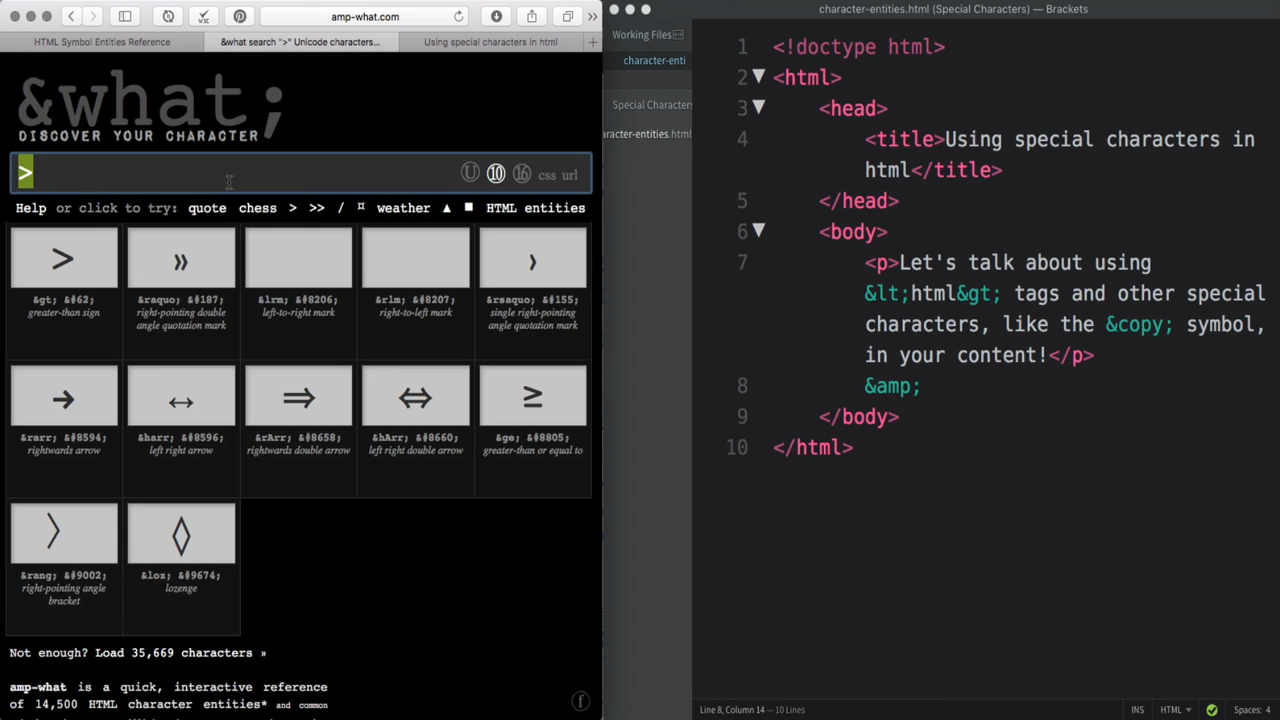 amp-what.com
HTML Symbol Entities Reference
&what search ">" Unicode characters...
Using special characters in html
&what;
DISCOVER YOUR CHARACTER
>
U 10 16 css url
Help or click to try: quote chess > >> / ¤ weather ▲ ■ HTML entities
> » › 
&gt; &#62; &raquo; &#187; &lrm; &#8206; &rlm; &#8207; &rsaquo; &#155;
greater-than sign right-pointing double left-to-right mark right-to-left mark single right-pointing
angle quotation mark angle quotation mark
→ ↔ ⇒ ⇔ ≥
&rarr; &#8594; &harr; &#8596; &rArr; &#8658; &hArr; &#8660; &ge; &#8805;
rightwards arrow left right arrow rightwards double arrow left right double arrow greater-than or equal to
〉 ◊
&rang; &#9002; &loz; &#9674;
right-pointing angle lozenge
bracket
Not enough? Load 35,669 characters »
amp-what is a quick, interactive reference
of 14,500 HTML character entities* and common
f
character-entities.html (Special Characters) — Brackets
Working Files
character-enti
Special Characters
aracter-entities.html
1 <!doctype html>
2 <html>
3 <head>
4 <title>Using special characters in
html</title>
5 </head>
6 <body>
7 <p>Let's talk about using
&lt;html&gt; tags and other special
characters, like the &copy; symbol,
in your content!</p>
8 &amp;
9 </body>
10 </html>
Line 8, Column 14 — 10 Lines
INS HTML Spaces: 4